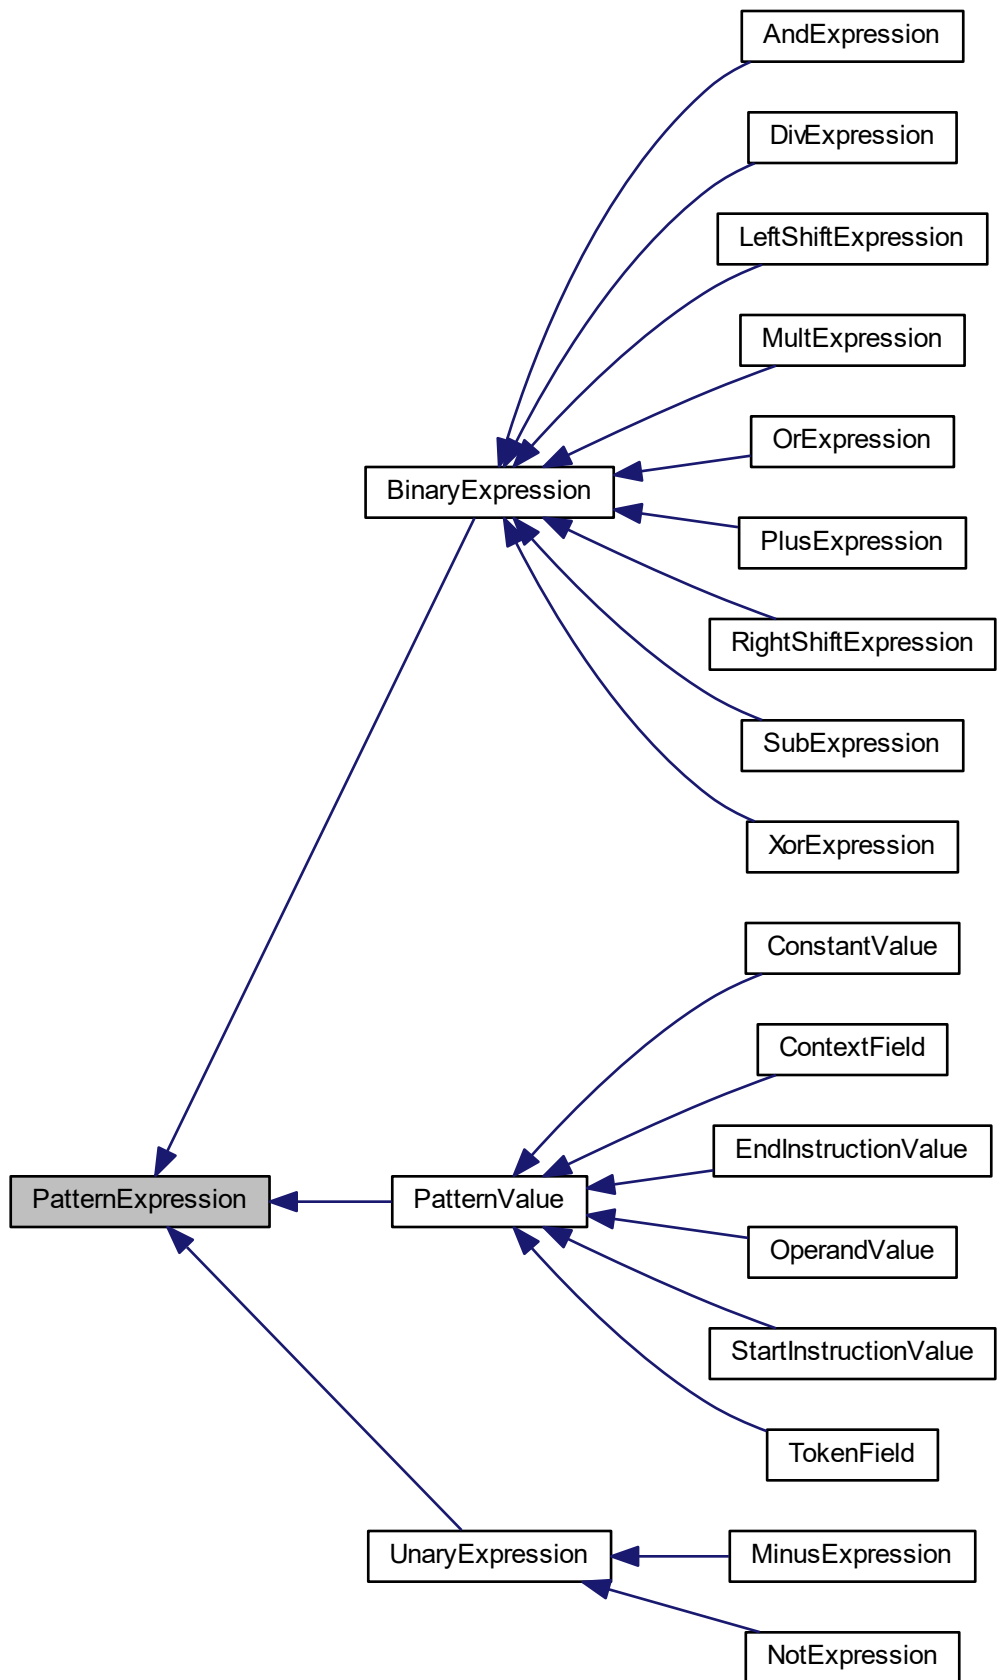 AndExpression
DivExpression
LeftShiftExpression
MultExpression
OrExpression
BinaryExpression
PlusExpression
RightShiftExpression
SubExpression
XorExpression
ConstantValue
ContextField
EndInstructionValue
PatternExpression
PatternValue
OperandValue
StartInstructionValue
TokenField
UnaryExpression
MinusExpression
NotExpression